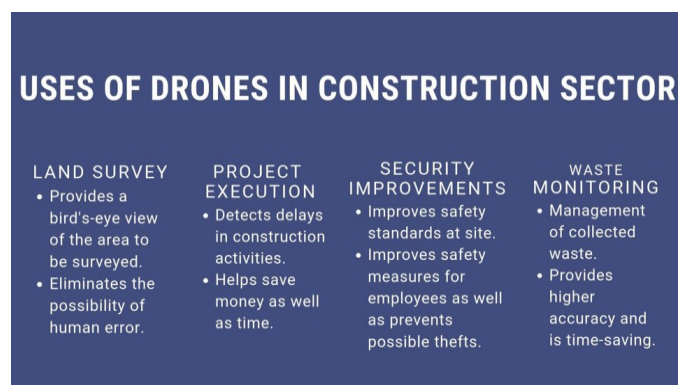 USES OF DRONES IN CONSTRUCTION SECTOR
LAND SURVEY
• Provides a
bird's-eye view
of the area to
be surveyed.
• Eliminates the
possibility of
human error.
PROJECT
EXECUTION
• Detects delays
in construction
activities.
• Helps save
money as well
as time.
SECURITY
IMPROVEMENTS
• Improves safety
standards at site.
• Improves safety
measures for
employees as well
as prevents
possible thefts.
WASTE
MONITORING
• Management
of collected
waste.
• Provides
higher
accuracy and
is time-saving.